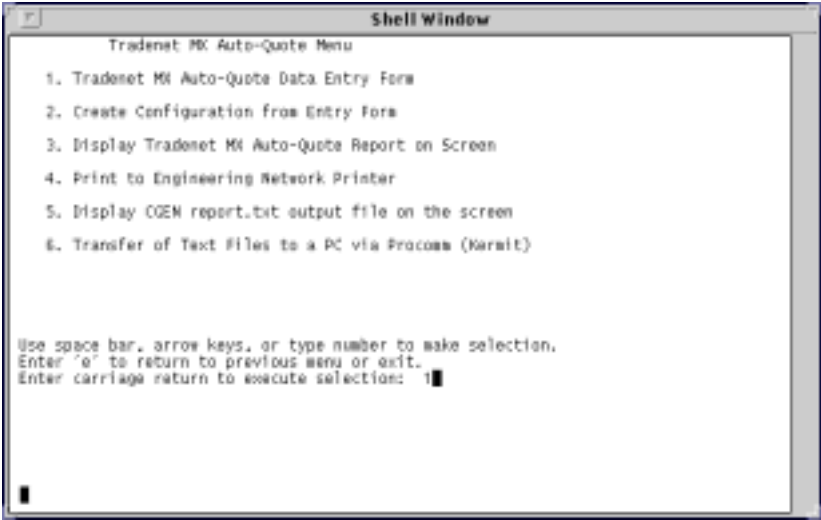 Shell Window
Tradenet MX Auto-Quote Menu
1. Tradenet MX Auto-Quote Data Entry Form
2. Create Configuration from Entry Form
3. Display Tradenet MX Auto-Quote Report on Screen
4. Print to Engineering Network Printer
5. Display CGEN report.txt output file on the screen
6. Transfer of Text Files to a PC via Procomm (Kermit)
Use space bar, arrow keys, or type number to make selection.
Enter 'e' to return to previous menu or exit.
Enter carriage return to execute selection: 1